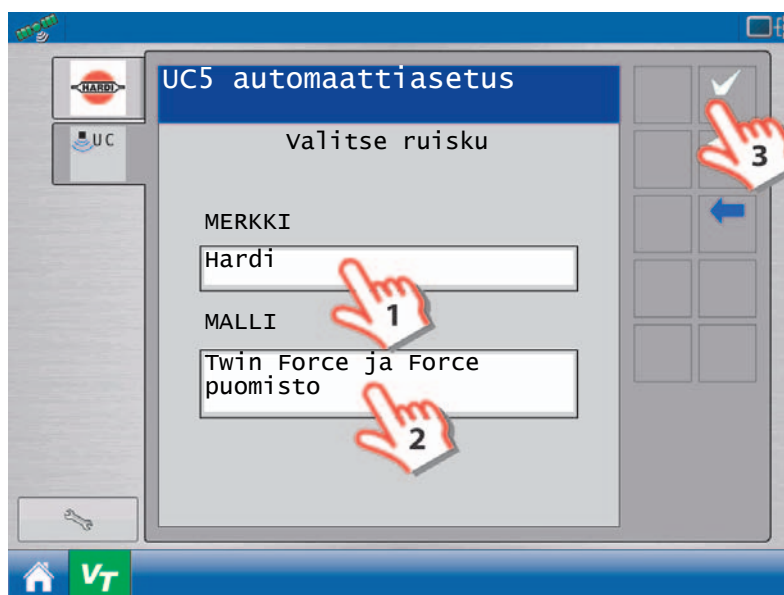 HARDI
UC
UC5 automaattiasetus
Valitse ruisku
MERKKI
Hardi
1
MALLI
Twin Force ja Force
puomisto
2
3
VT